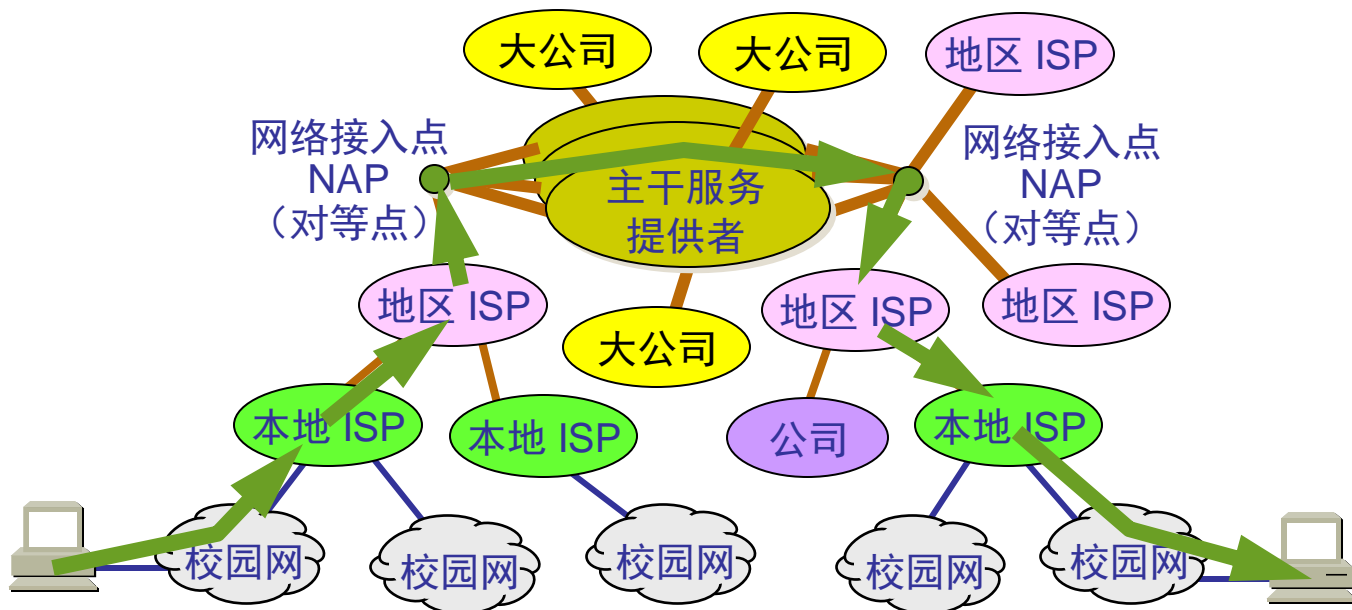 大公司
大公司
地区 ISP
网络接入点
NAP
（对等点）
网络接入点
NAP
（对等点）
主干服务
提供者
地区 ISP
地区 ISP
地区 ISP
大公司
本地 ISP
本地 ISP
公司
本地 ISP
校园网
校园网
校园网
校园网
校园网